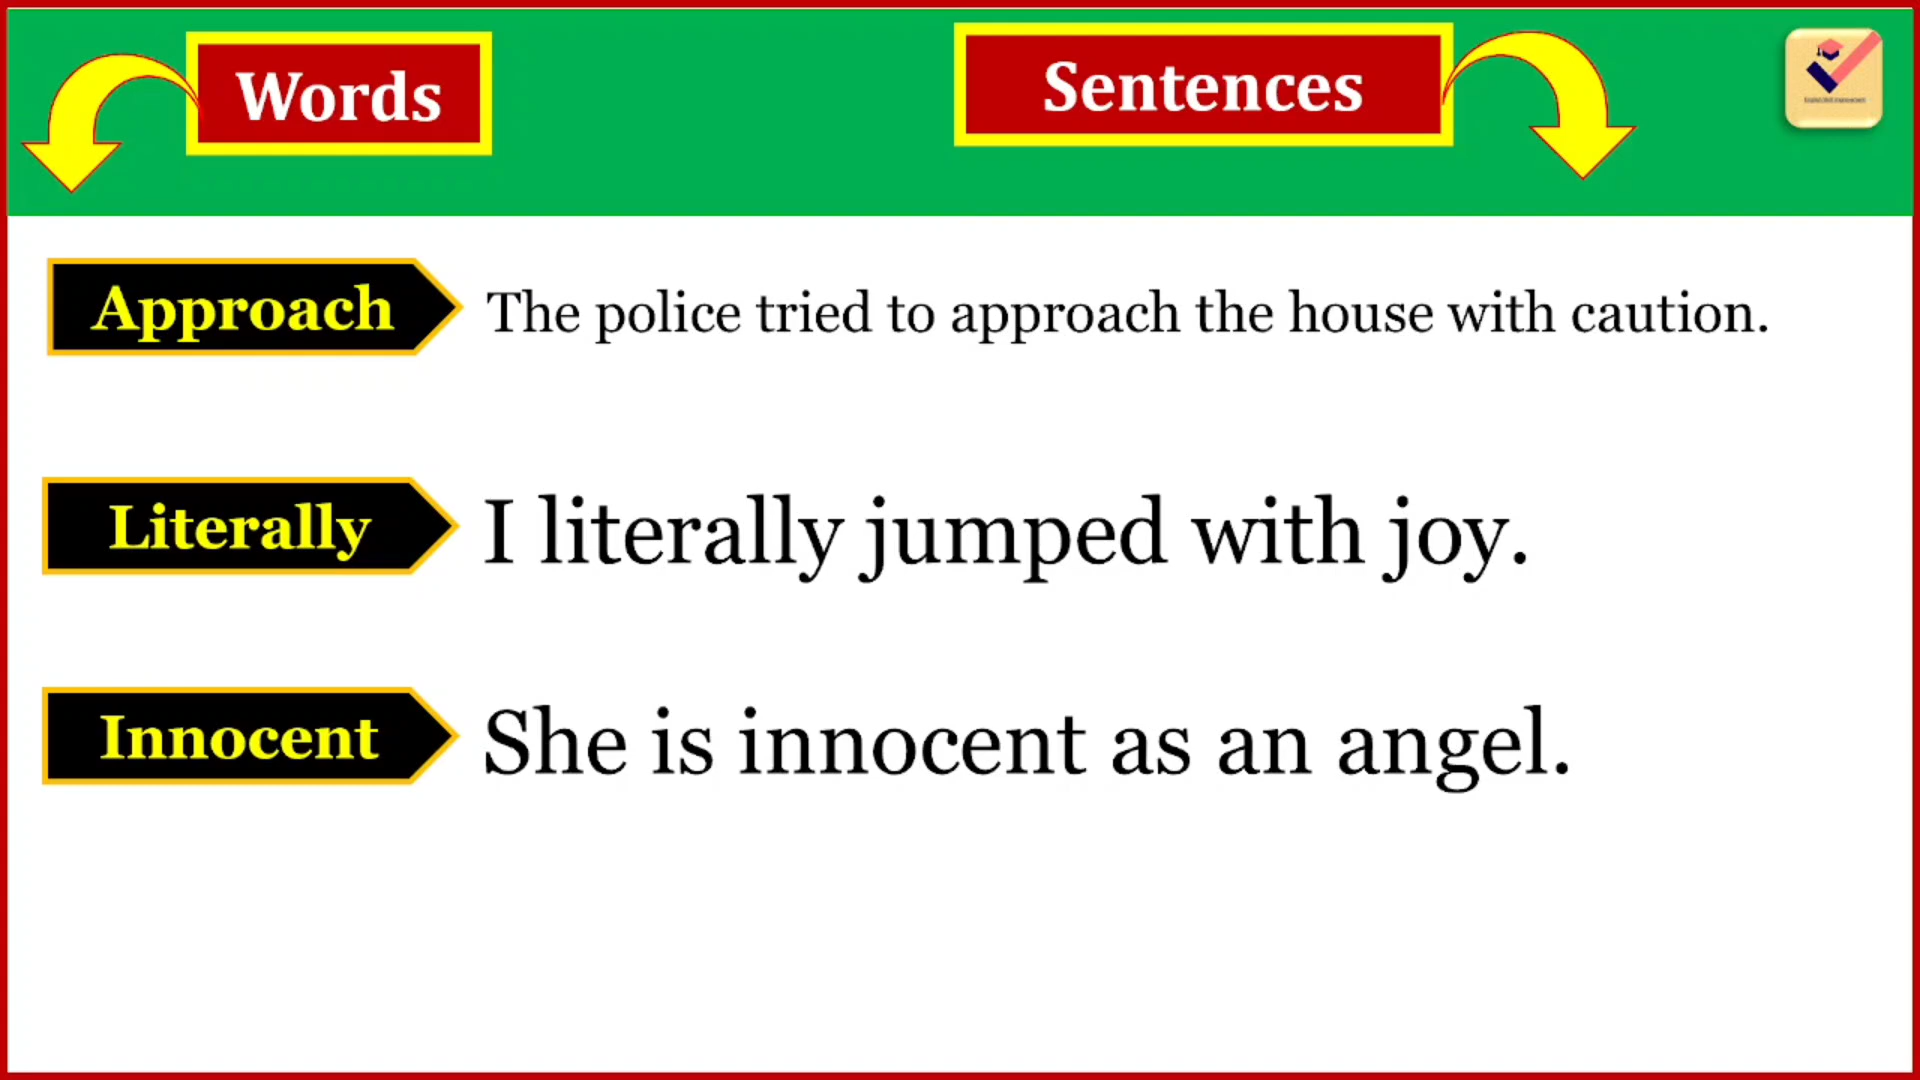 Words
Sentences
Approach
The police tried to approach the house with caution.
Literally
I literally jumped with joy.
Innocent
She is innocent as an angel.